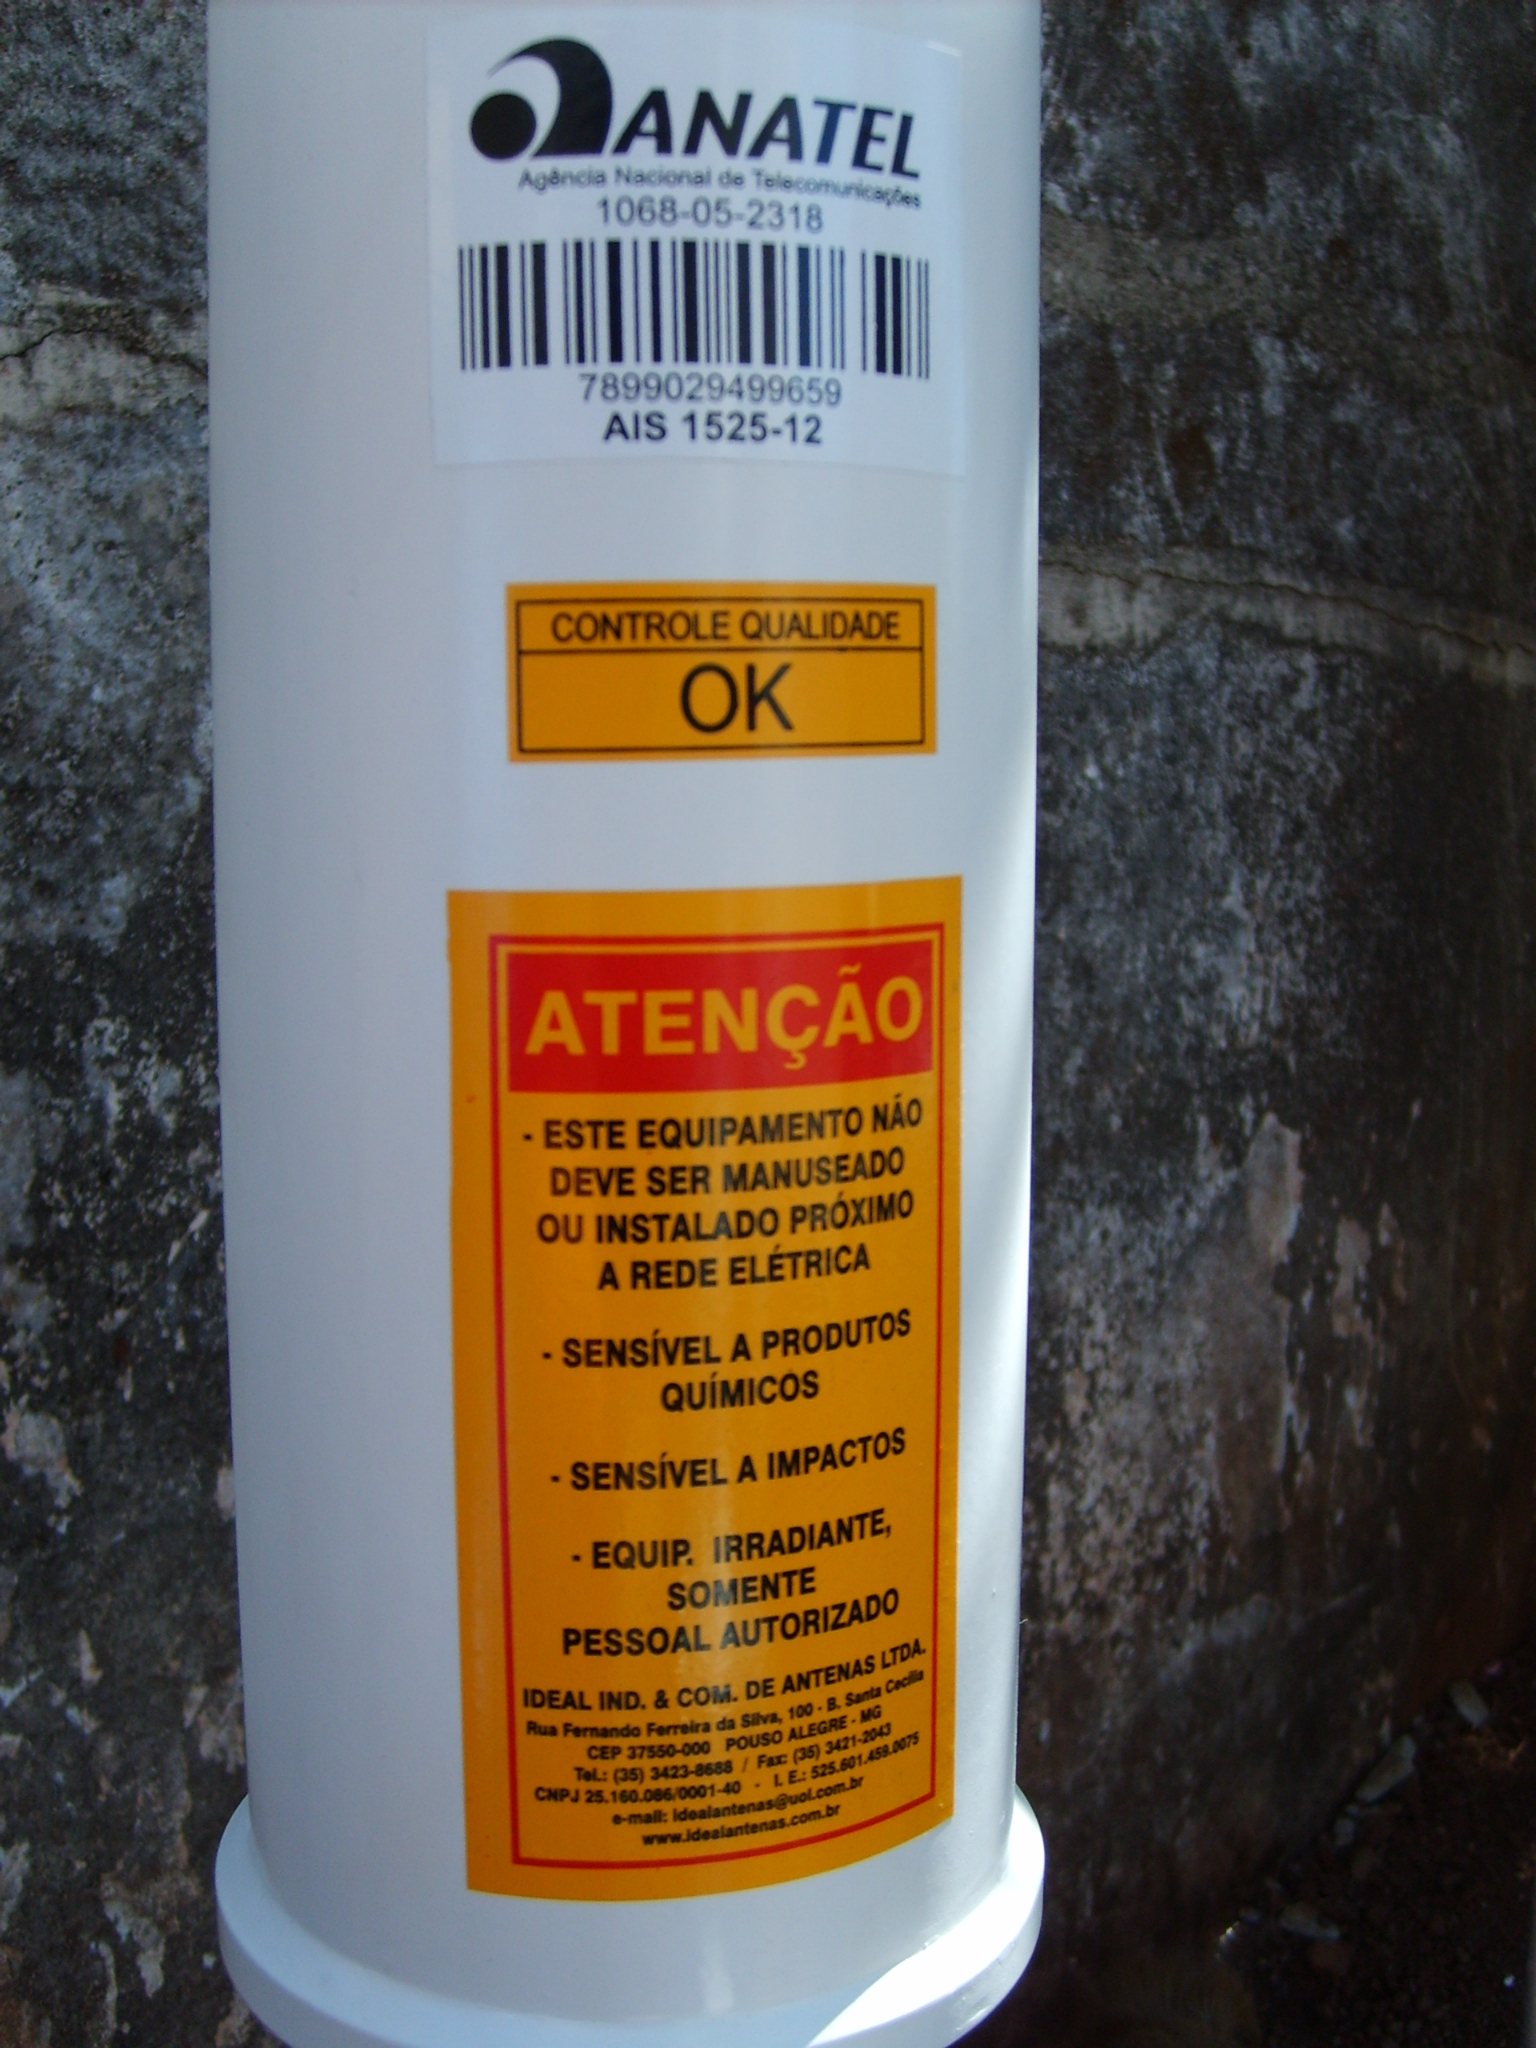 ANATEL
Agência Nacional de Telecomunicações
1068-05-2318
7899029499659
AIS 1525-12
CONTROLE QUALIDADE
OK
ATENÇÃO
- ESTE EQUIPAMENTO NÃO
DEVE SER MANUSEADO
OU INSTALADO PRÓXIMO
A REDE ELÉTRICA
- SENSÍVEL A PRODUTOS
QUÍMICOS
- SENSÍVEL A IMPACTOS
- EQUIP. IRRADIANTE,
SOMENTE
PESSOAL AUTORIZADO
IDEAL IND. & COM. DE ANTENAS LTDA.
Rua Fernando Ferreira da Silva, 100 - B. Santa Cecília
CEP 37550-000 POUSO ALEGRE - MG
Tel.: (35) 3423-8688 / Fax: (35) 3421-2043
CNPJ 25.160.086/0001-40 - I. E.: 525.601.459.0075
e-mail: idealantenas@uol.com.br
www.idealantenas.com.br